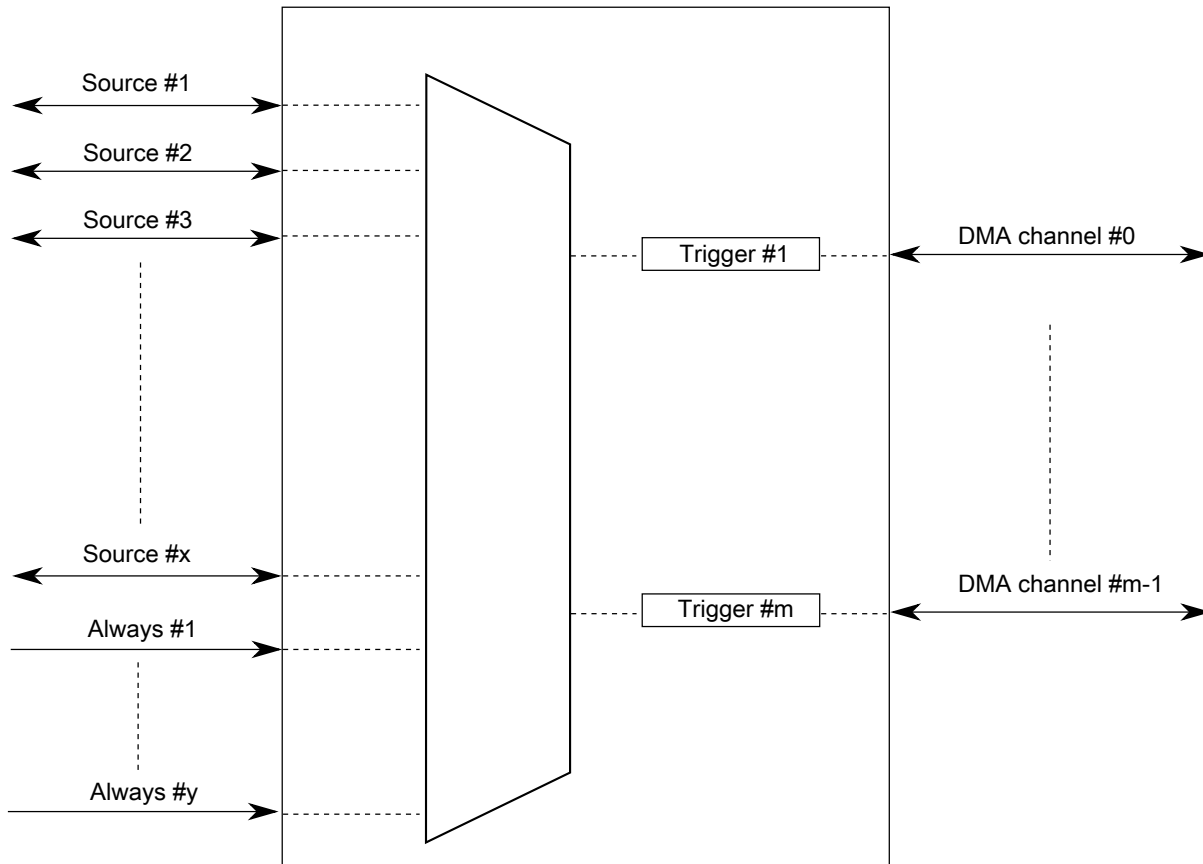 Source #1
Source #2
Source #3
Source #x
Always #1
Always #y
Trigger #1
Trigger #m
DMA channel #0
DMA channel #m-1